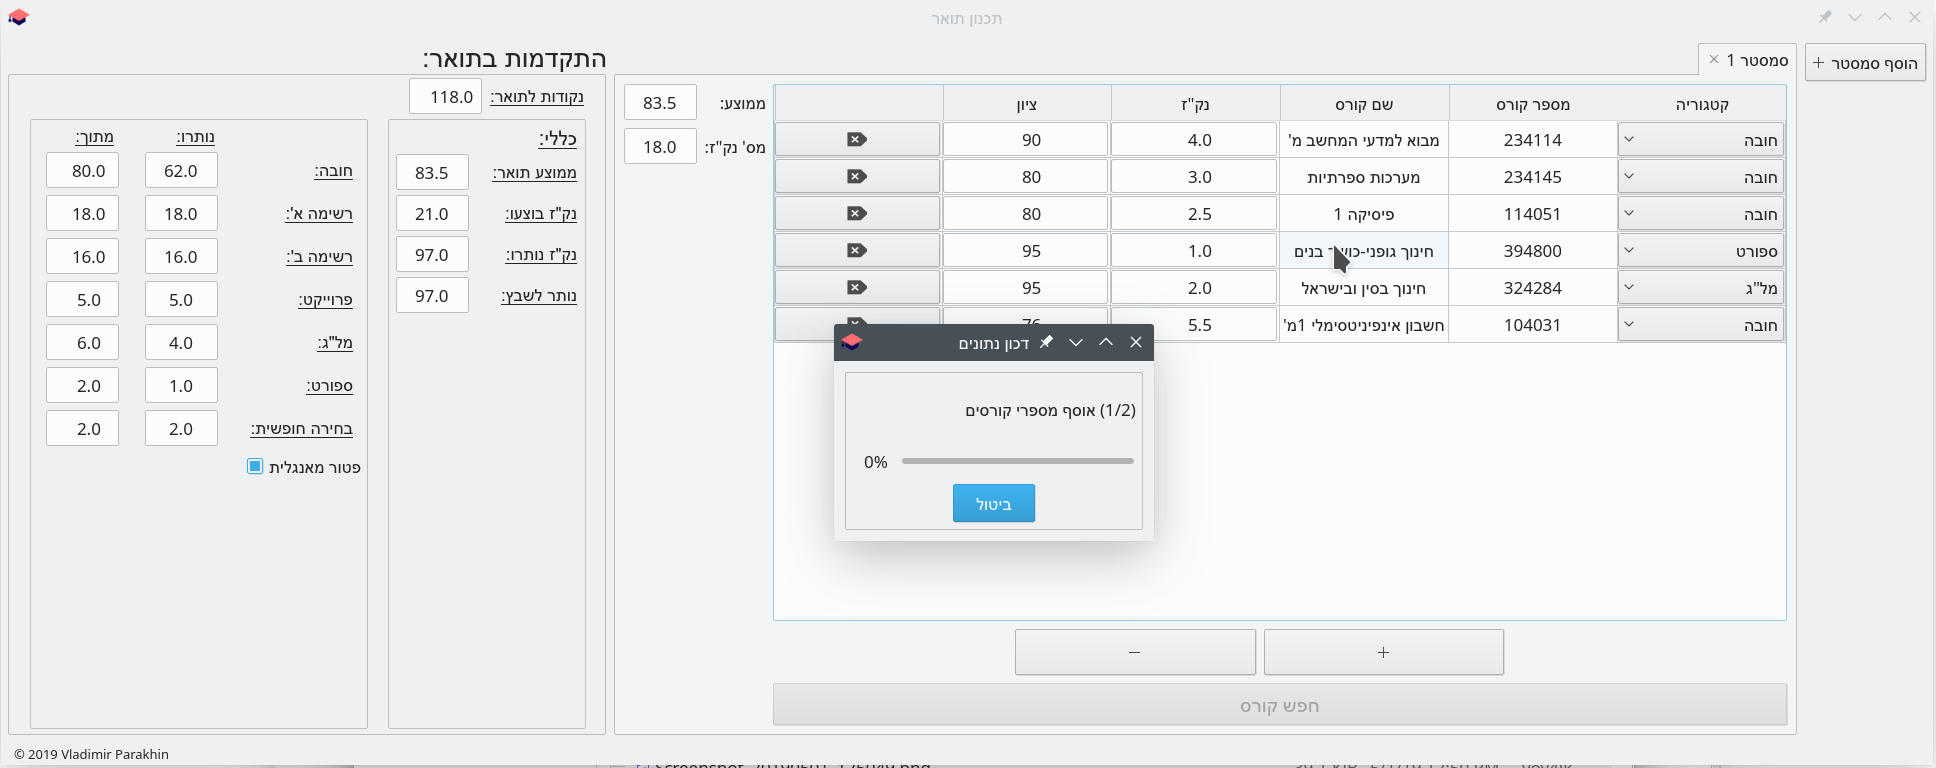 תכנון תואר
הוסף סמסטר +
סמסטר 1
קטגוריה מספר קורס שם קורס נק"ז ציון
חובה 234114 מבוא למדעי המחשב מ' 4.0 90
חובה 234145 מערכות ספרתיות 3.0 80
חובה 114051 פיסיקה 1 2.5 80
ספורט 394800 חינוך גופני-כושר בנים 1.0 95
מל"ג 324284 חינוך בסין ובישראל 2.0 95
חובה 104031 חשבון אינפיניטסימלי 1מ' 5.5 76
+ −
חפש קורס
ממוצע: 83.5
מס' נק"ז: 18.0
דכון נתונים
(1/2) אוסף מספרי קורסים
0%
ביטול
התקדמות בתואר:
נקודות לתואר: 118.0
כללי:
ממוצע תואר: 83.5
נק"ז בוצעו: 21.0
נק"ז נותרו: 97.0
נותר לשבץ: 97.0
נותרו: מתוך:
חובה: 62.0 80.0
רשימה א': 18.0 18.0
רשימה ב': 16.0 16.0
פרוייקט: 5.0 5.0
מל"ג: 4.0 6.0
ספורט: 1.0 2.0
בחירה חופשית: 2.0 2.0
פטור מאנגלית
© 2019 Vladimir Parakhin